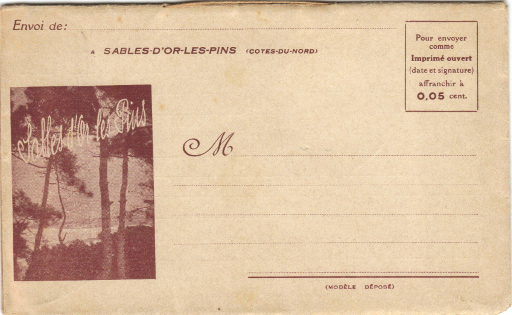 Envoi de:
A SABLES-D'OR-LES-PINS (COTES-DU-NORD)
Pour envoyer
comme
Imprimé ouvert
(date et signature)
affranchir à
0,05 cent.
Sables d'Or les Pins
M
(MODÈLE DÉPOSÉ)